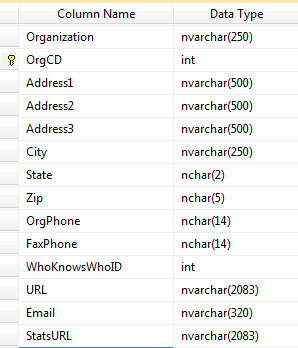 Column Name Data Type
Organization nvarchar(250)
OrgCD int
Address1 nvarchar(500)
Address2 nvarchar(500)
Address3 nvarchar(500)
City nvarchar(250)
State nchar(2)
Zip nchar(5)
OrgPhone nchar(14)
FaxPhone nchar(14)
WhoKnowsWhoID int
URL nvarchar(2083)
Email nvarchar(320)
StatsURL nvarchar(2083)